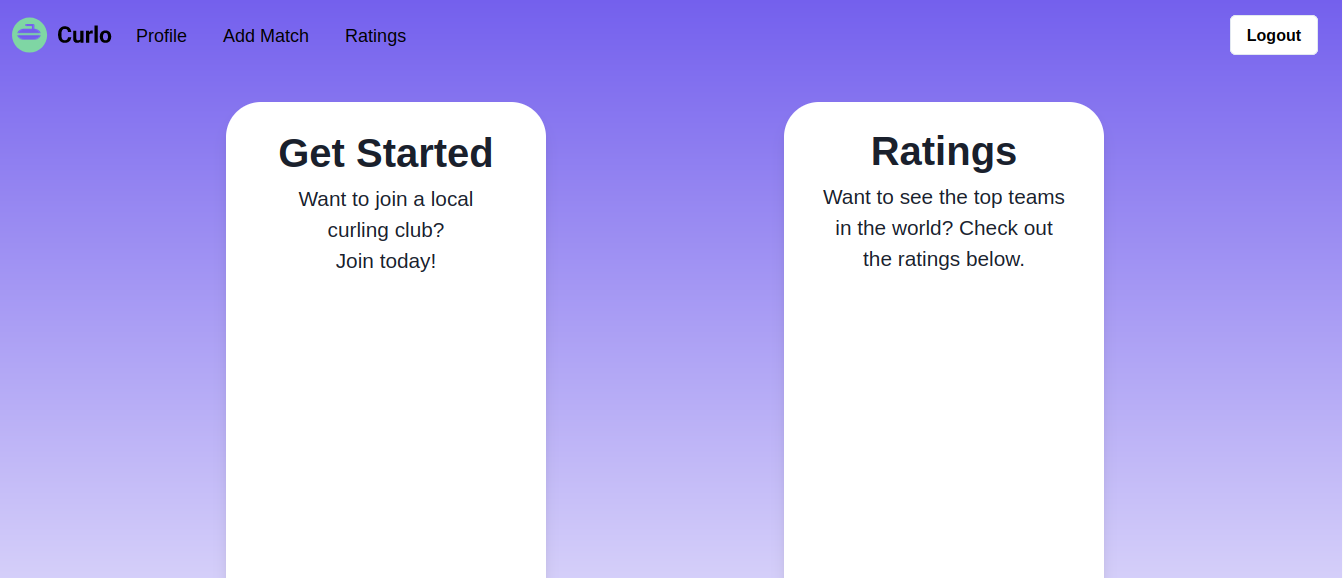 Curlo Profile Add Match Ratings Logout
Get Started
Want to join a local
curling club?
Join today!
Ratings
Want to see the top teams
in the world? Check out
the ratings below.